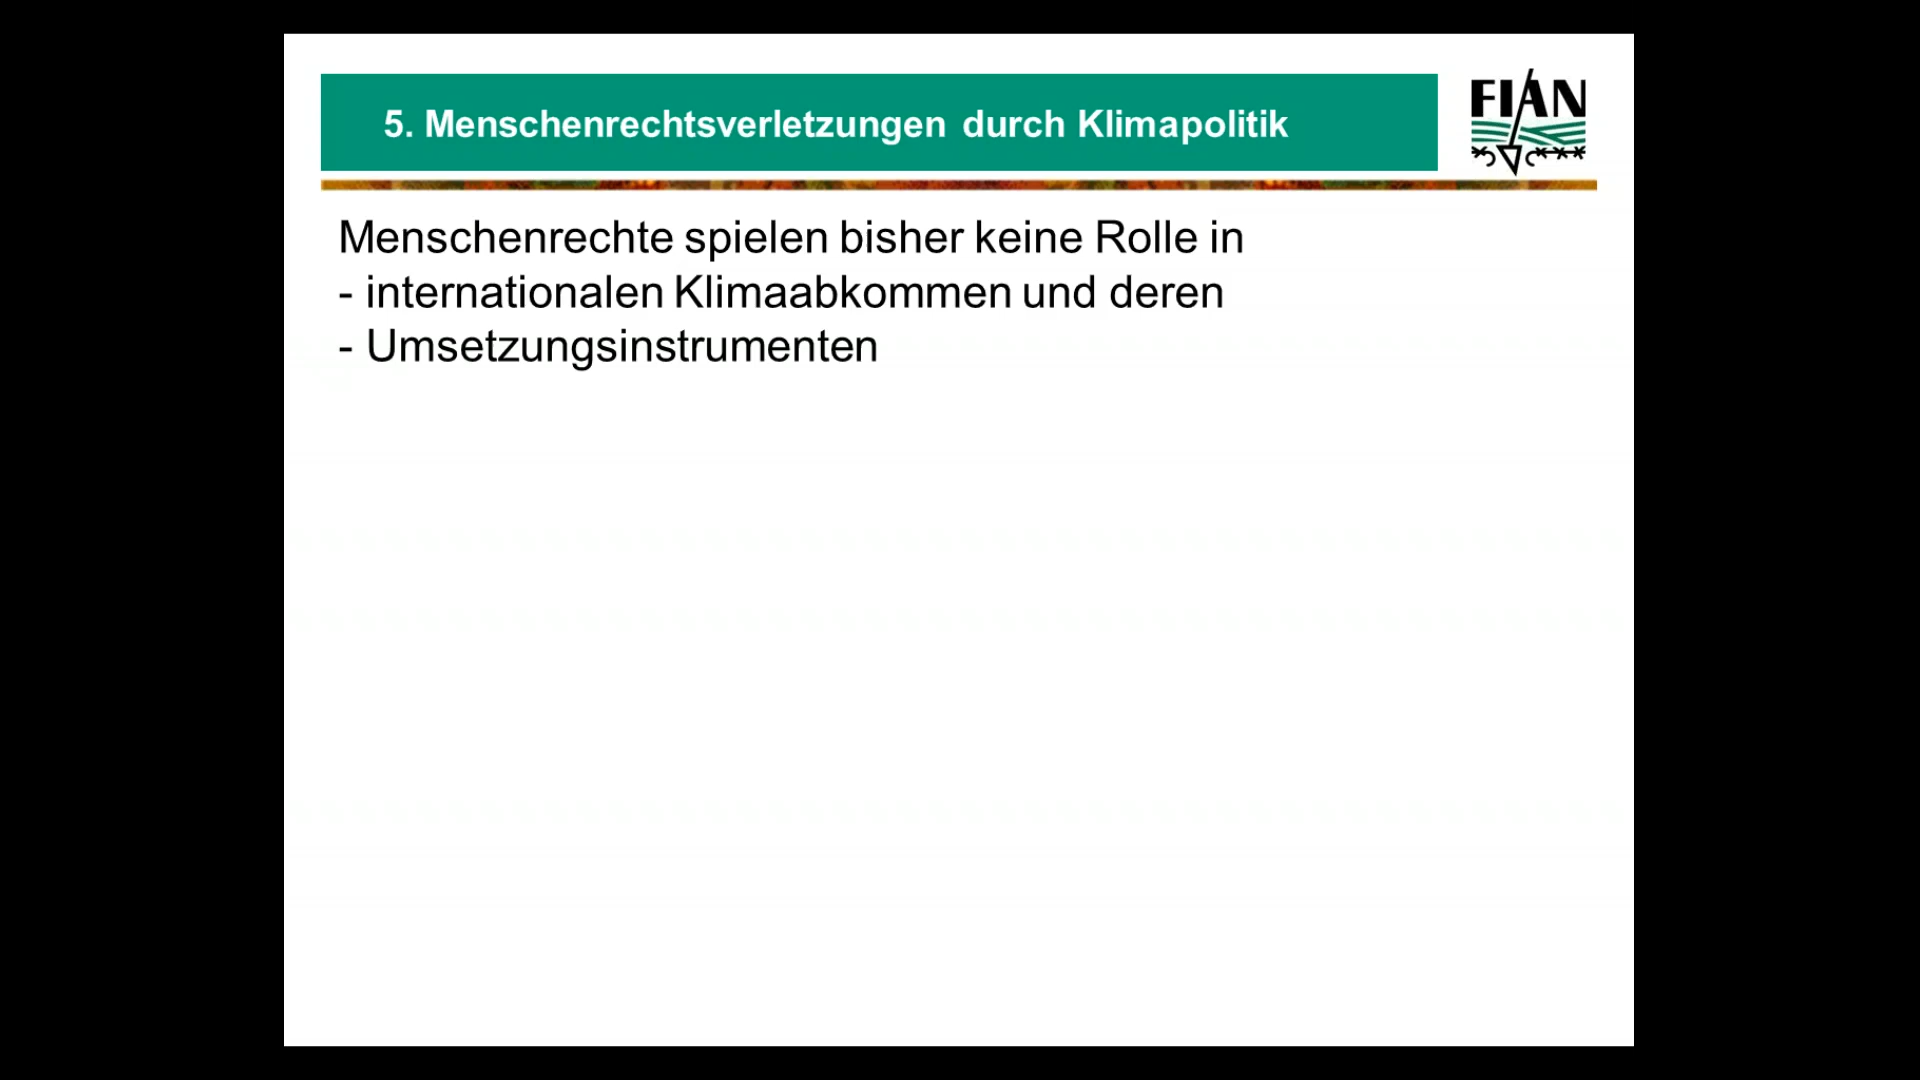 5. Menschenrechtsverletzungen durch Klimapolitik
FIAN
Menschenrechte spielen bisher keine Rolle in
- internationalen Klimaabkommen und deren
- Umsetzungsinstrumenten